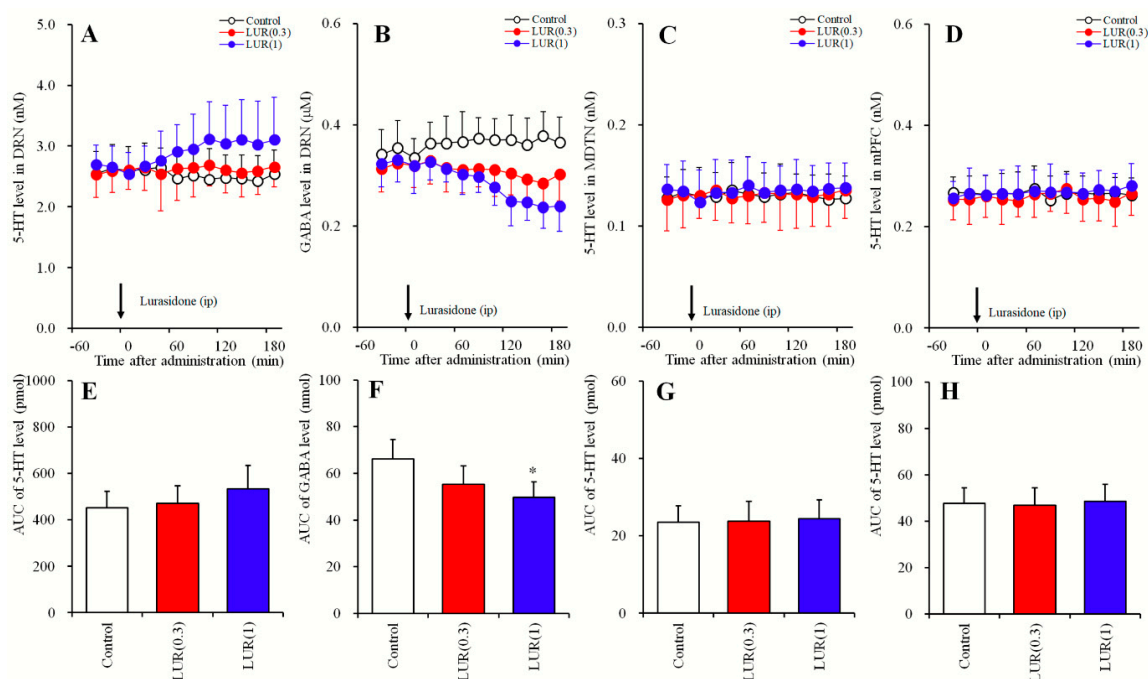 A
Control
LUR(0.3)
LUR(1)
5-HT level in DRN (nM)
5.0
4.0
3.0
2.0
1.0
0.0
Lurasidone (ip)
-60 0 60 120 180
Time after administration (min)
B
Control
LUR(0.3)
LUR(1)
GABA level in DRN (μM)
0.6
0.4
0.2
0.0
Lurasidone (ip)
-60 0 60 120 180
Time after administration (min)
C
Control
LUR(0.3)
LUR(1)
5-HT level in MDTN (nM)
0.3
0.2
0.1
0.0
Lurasidone (ip)
-60 0 60 120 180
Time after administration (min)
D
Control
LUR(0.3)
LUR(1)
5-HT level in mPFC (nM)
0.6
0.4
0.2
0.0
Lurasidone (ip)
-60 0 60 120 180
Time after administration (min)
E
AUC of 5-HT level (pmol)
1000
800
600
400
200
0
Control
LUR(0.3)
LUR(1)
F
AUC of GABA level (nmol)
100
80
60
40
20
0
*
Control
LUR(0.3)
LUR(1)
G
AUC of 5-HT level (pmol)
60
40
20
0
Control
LUR(0.3)
LUR(1)
H
AUC of 5-HT level (pmol)
100
80
60
40
20
0
Control
LUR(0.3)
LUR(1)